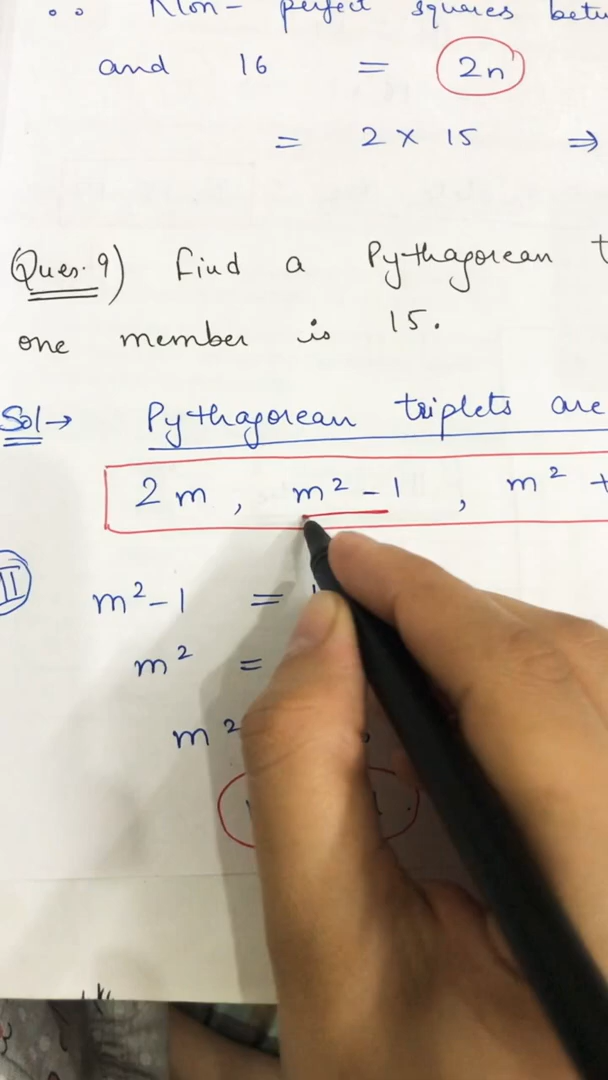 ∴ Non- perfect squares
and 16 = 2n
= 2 × 15 ⇒
Ques. 9) Find a Pythagorean
one member is 15.
Sol → Pythagorean triplets are
2m, m² - 1, m² +
II m² - 1 =
m² =
m²